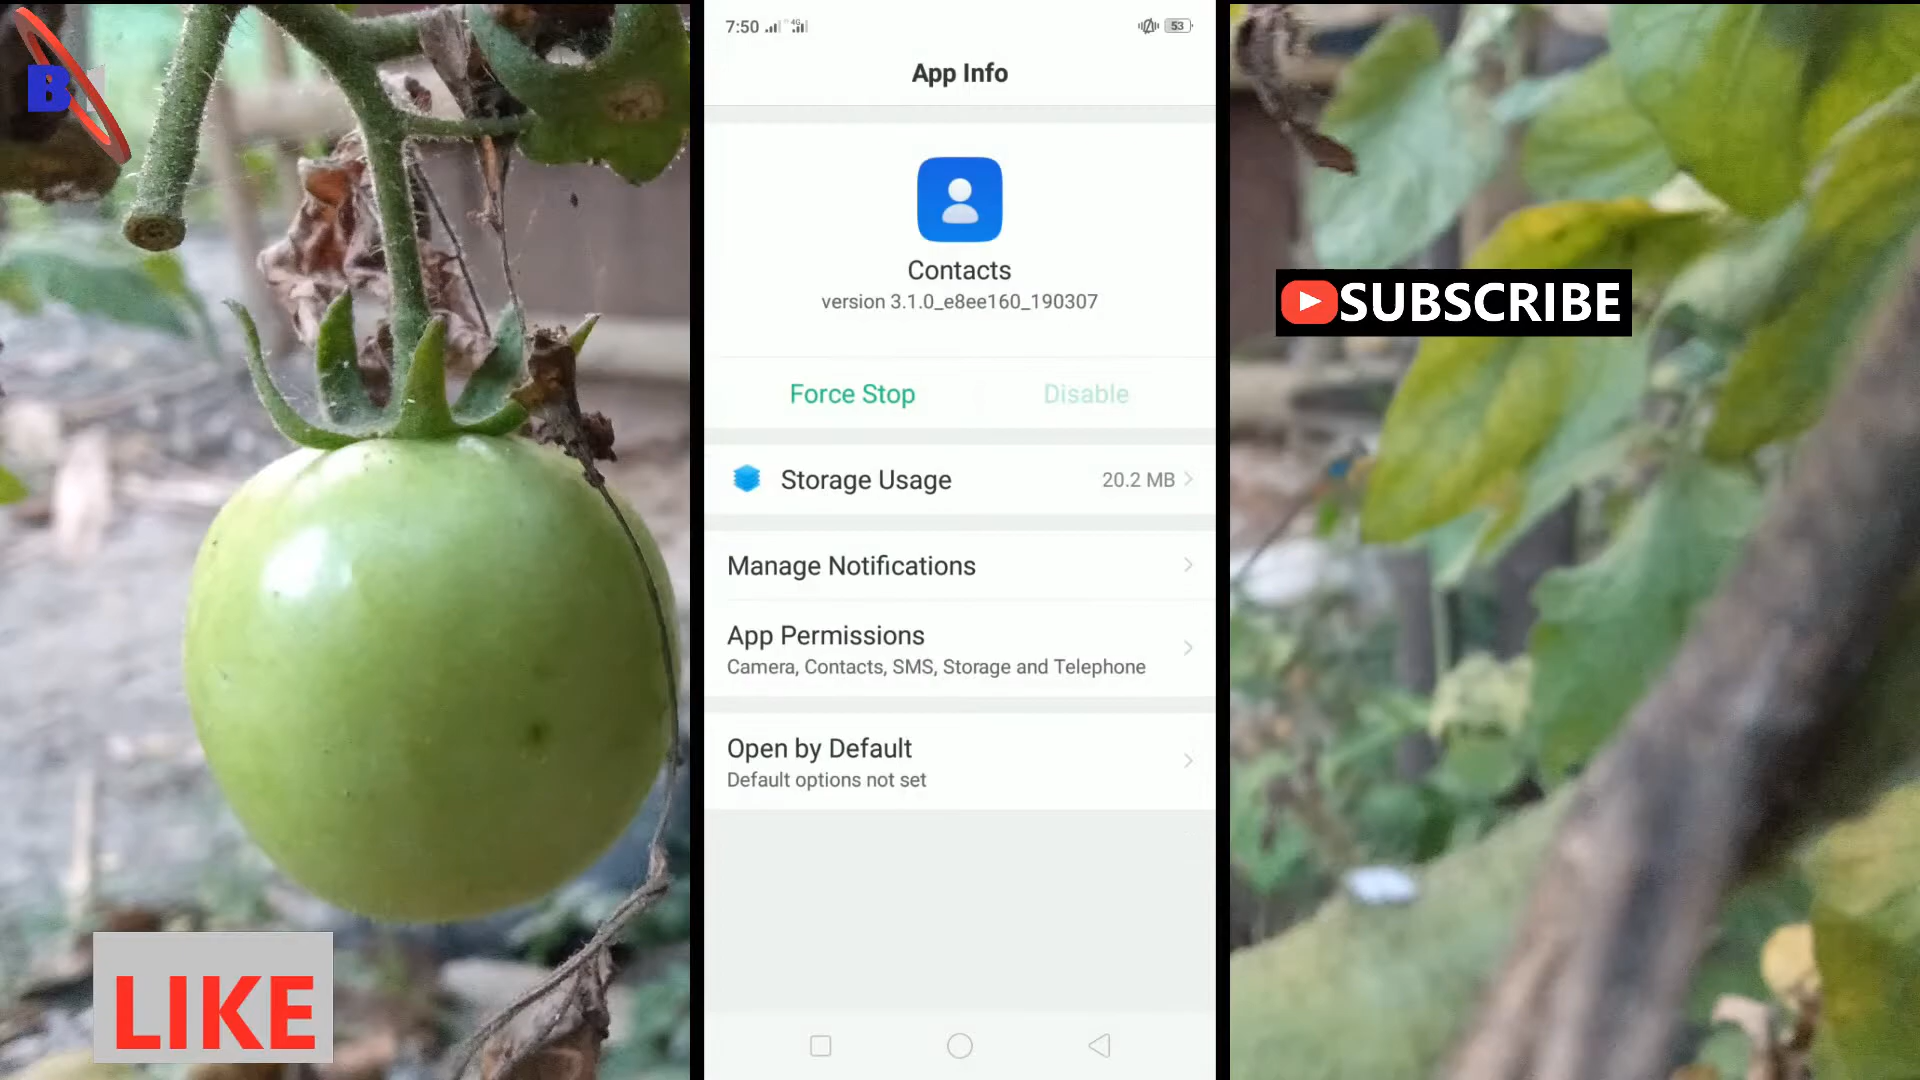 B
7:50
4G
53
App Info
Contacts
version 3.1.0_e8ee160_190307
Force Stop
Disable
Storage Usage
20.2 MB
Manage Notifications
App Permissions
Camera, Contacts, SMS, Storage and Telephone
Open by Default
Default options not set
SUBSCRIBE
LIKE